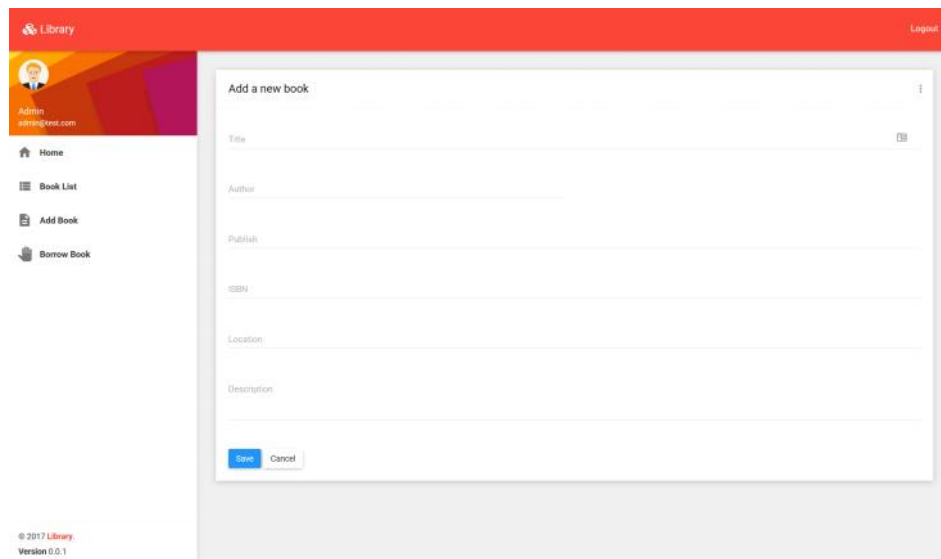 Library
Logout
Admin
admin@test.com
Home
Book List
Add Book
Borrow Book
Add a new book
Title
Author
Publish
ISBN
Location
Description
Save
Cancel
© 2017 Library.
Version 0.0.1